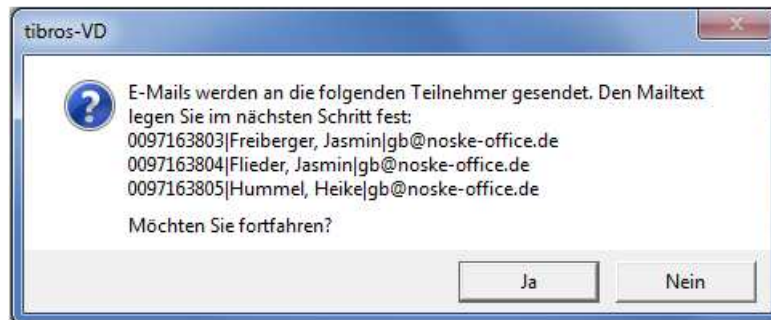 tibros-VD
E-Mails werden an die folgenden Teilnehmer gesendet. Den Mailtext
legen Sie im nächsten Schritt fest:
0097163803|Freiberger, Jasmin|gb@noske-office.de
0097163804|Flieder, Jasmin|gb@noske-office.de
0097163805|Hummel, Heike|gb@noske-office.de
Möchten Sie fortfahren?
Ja
Nein